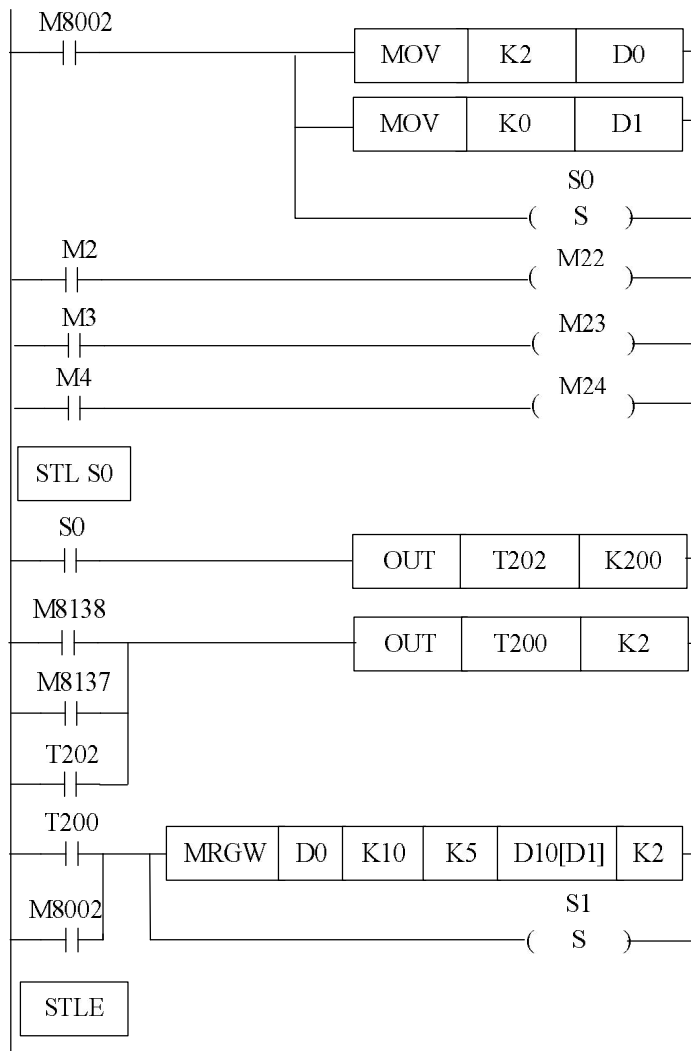 M8002
MOV K2 D0
MOV K0 D1
S0
( S )
M2 M22
( )
M3 M23
( )
M4 M24
( )
STL S0
S0
OUT T202 K200
M8138
OUT T200 K2
M8137
T202
T200
MRGW D0 K10 K5 D10[D1] K2
M8002 S1
( S )
STLE